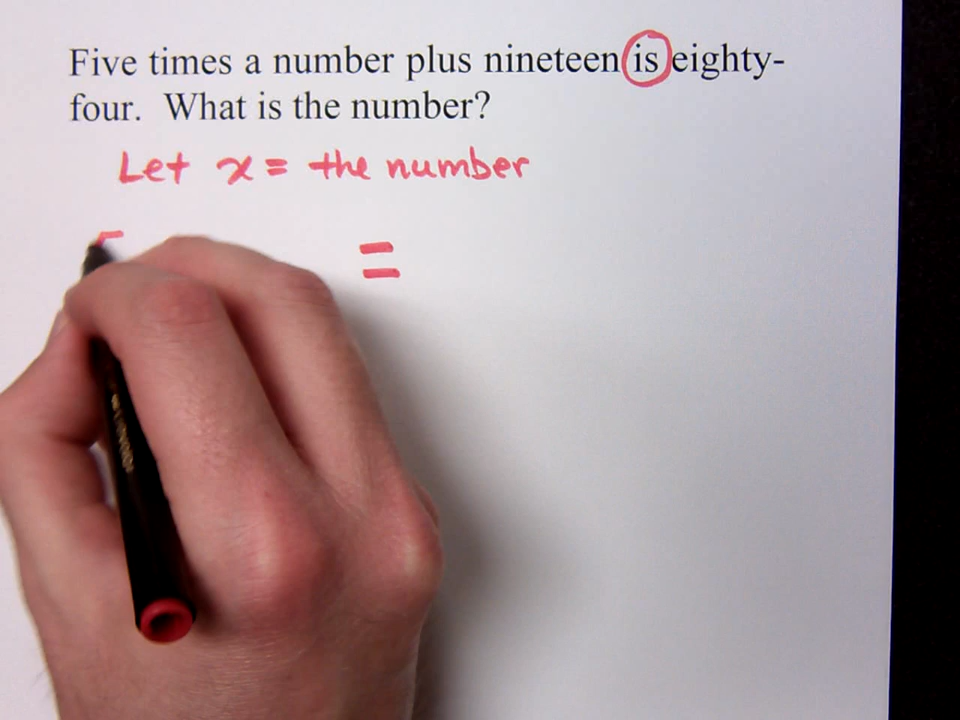 Five times a number plus nineteen is eighty-
four. What is the number?
Let x = the number
=